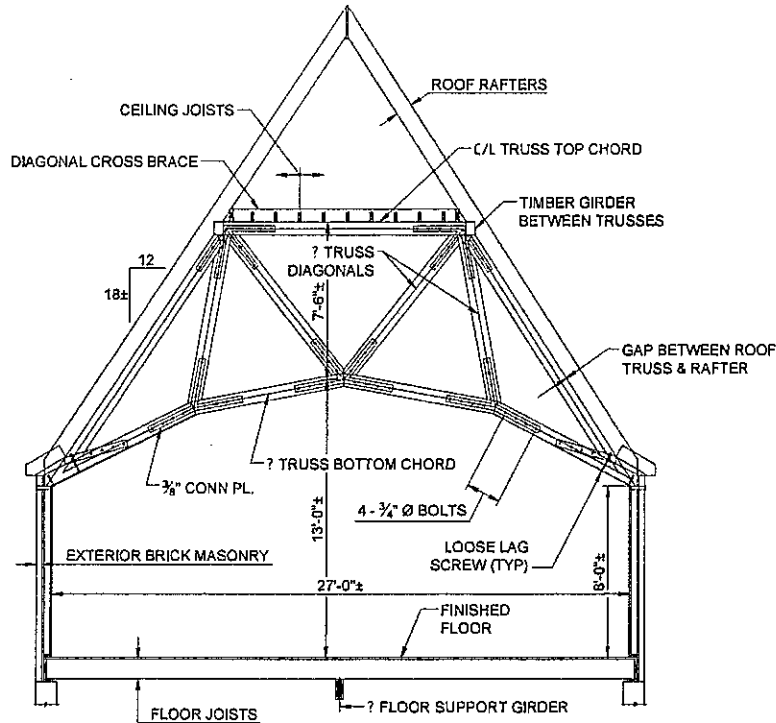 ROOF RAFTERS
CEILING JOISTS
C/L TRUSS TOP CHORD
DIAGONAL CROSS BRACE
TIMBER GIRDER
BETWEEN TRUSSES
? TRUSS
DIAGONALS
12
18±
7'-6"±
GAP BETWEEN ROOF
TRUSS & RAFTER
? TRUSS BOTTOM CHORD
3/8" CONN PL.
4 - 3/4" Ø BOLTS
13'-0"±
EXTERIOR BRICK MASONRY
LOOSE LAG
SCREW (TYP)
27'-0"±
8'-0"±
FINISHED
FLOOR
FLOOR JOISTS
? FLOOR SUPPORT GIRDER